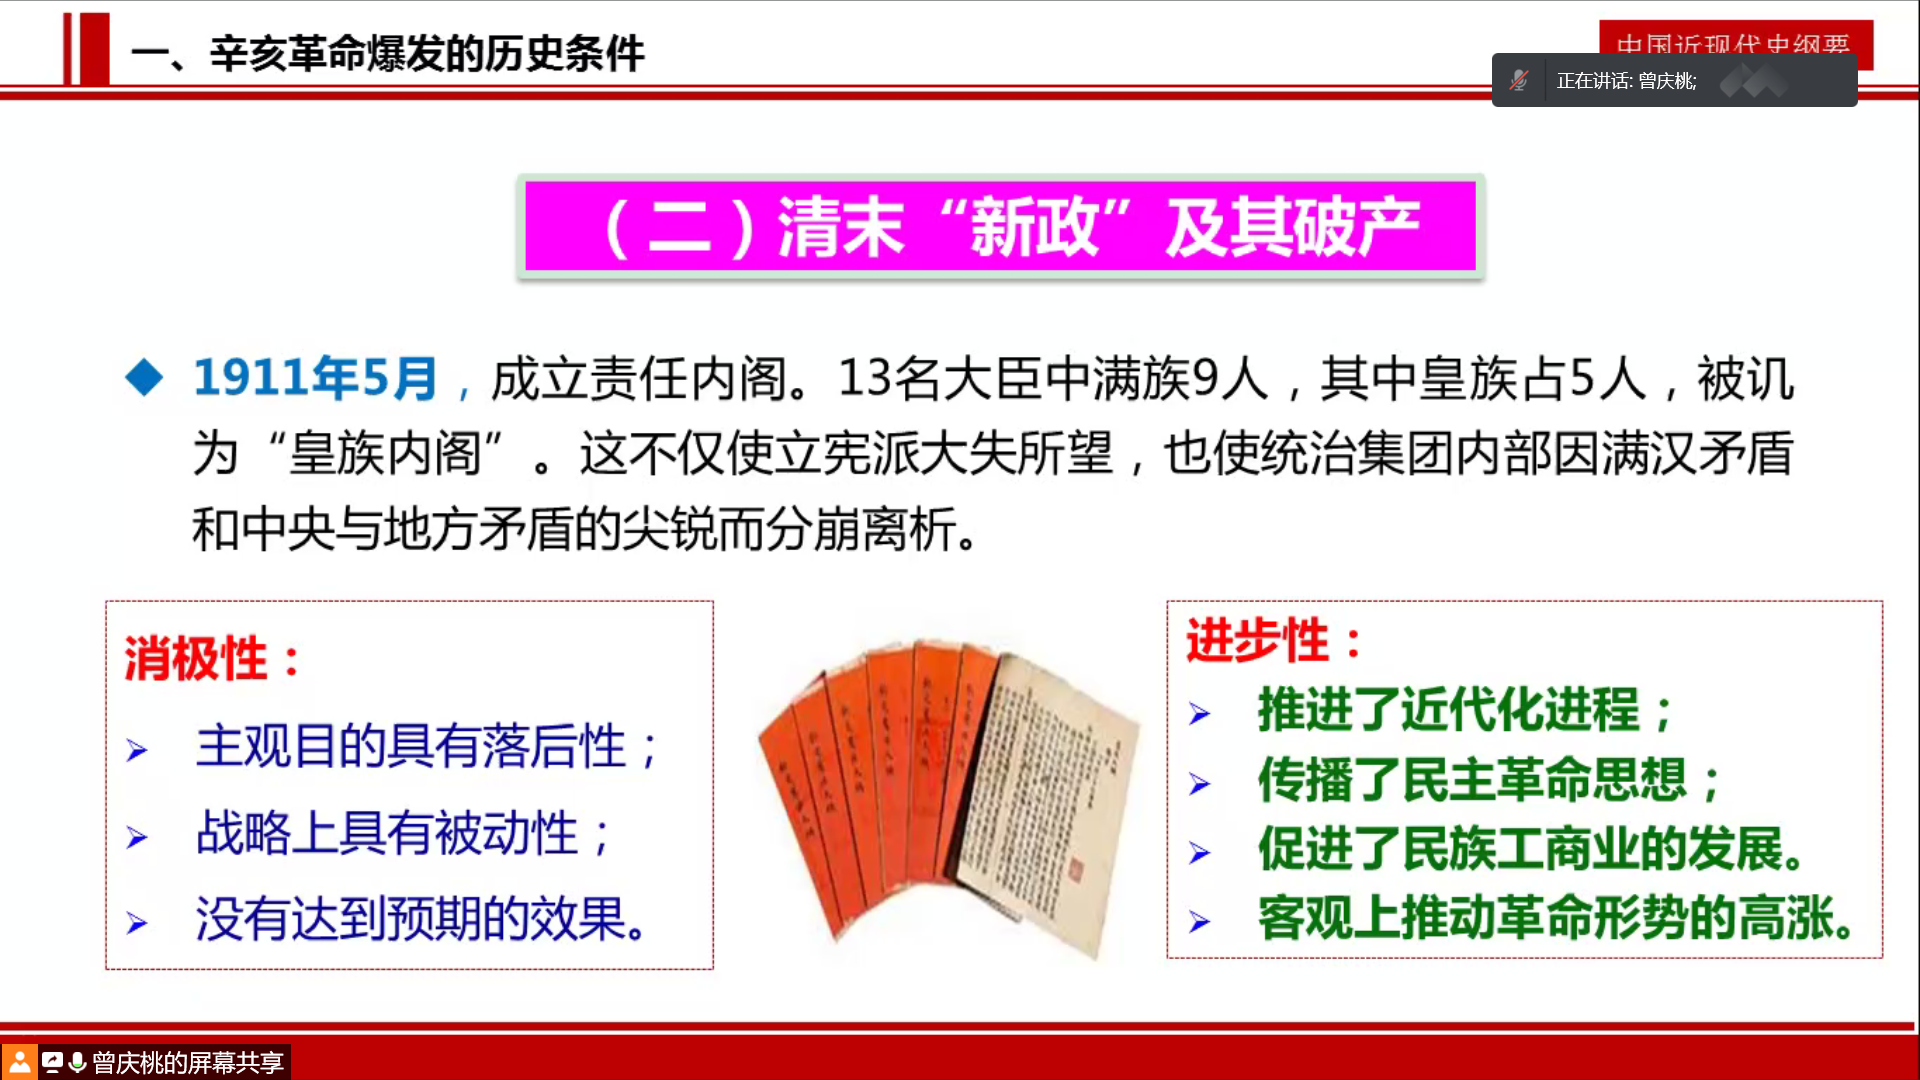 一、辛亥革命爆发的历史条件
中国近现代史纲要
正在讲话: 曾庆桃;
（二）清末“新政”及其破产
1911年5月，成立责任内阁。13名大臣中满族9人，其中皇族占5人，被讥
为“皇族内阁”。这不仅使立宪派大失所望，也使统治集团内部因满汉矛盾
和中央与地方矛盾的尖锐而分崩离析。
消极性：
主观目的具有落后性；
战略上具有被动性；
没有达到预期的效果。
进步性：
推进了近代化进程；
传播了民主革命思想；
促进了民族工商业的发展。
客观上推动革命形势的高涨。
曾庆桃的屏幕共享